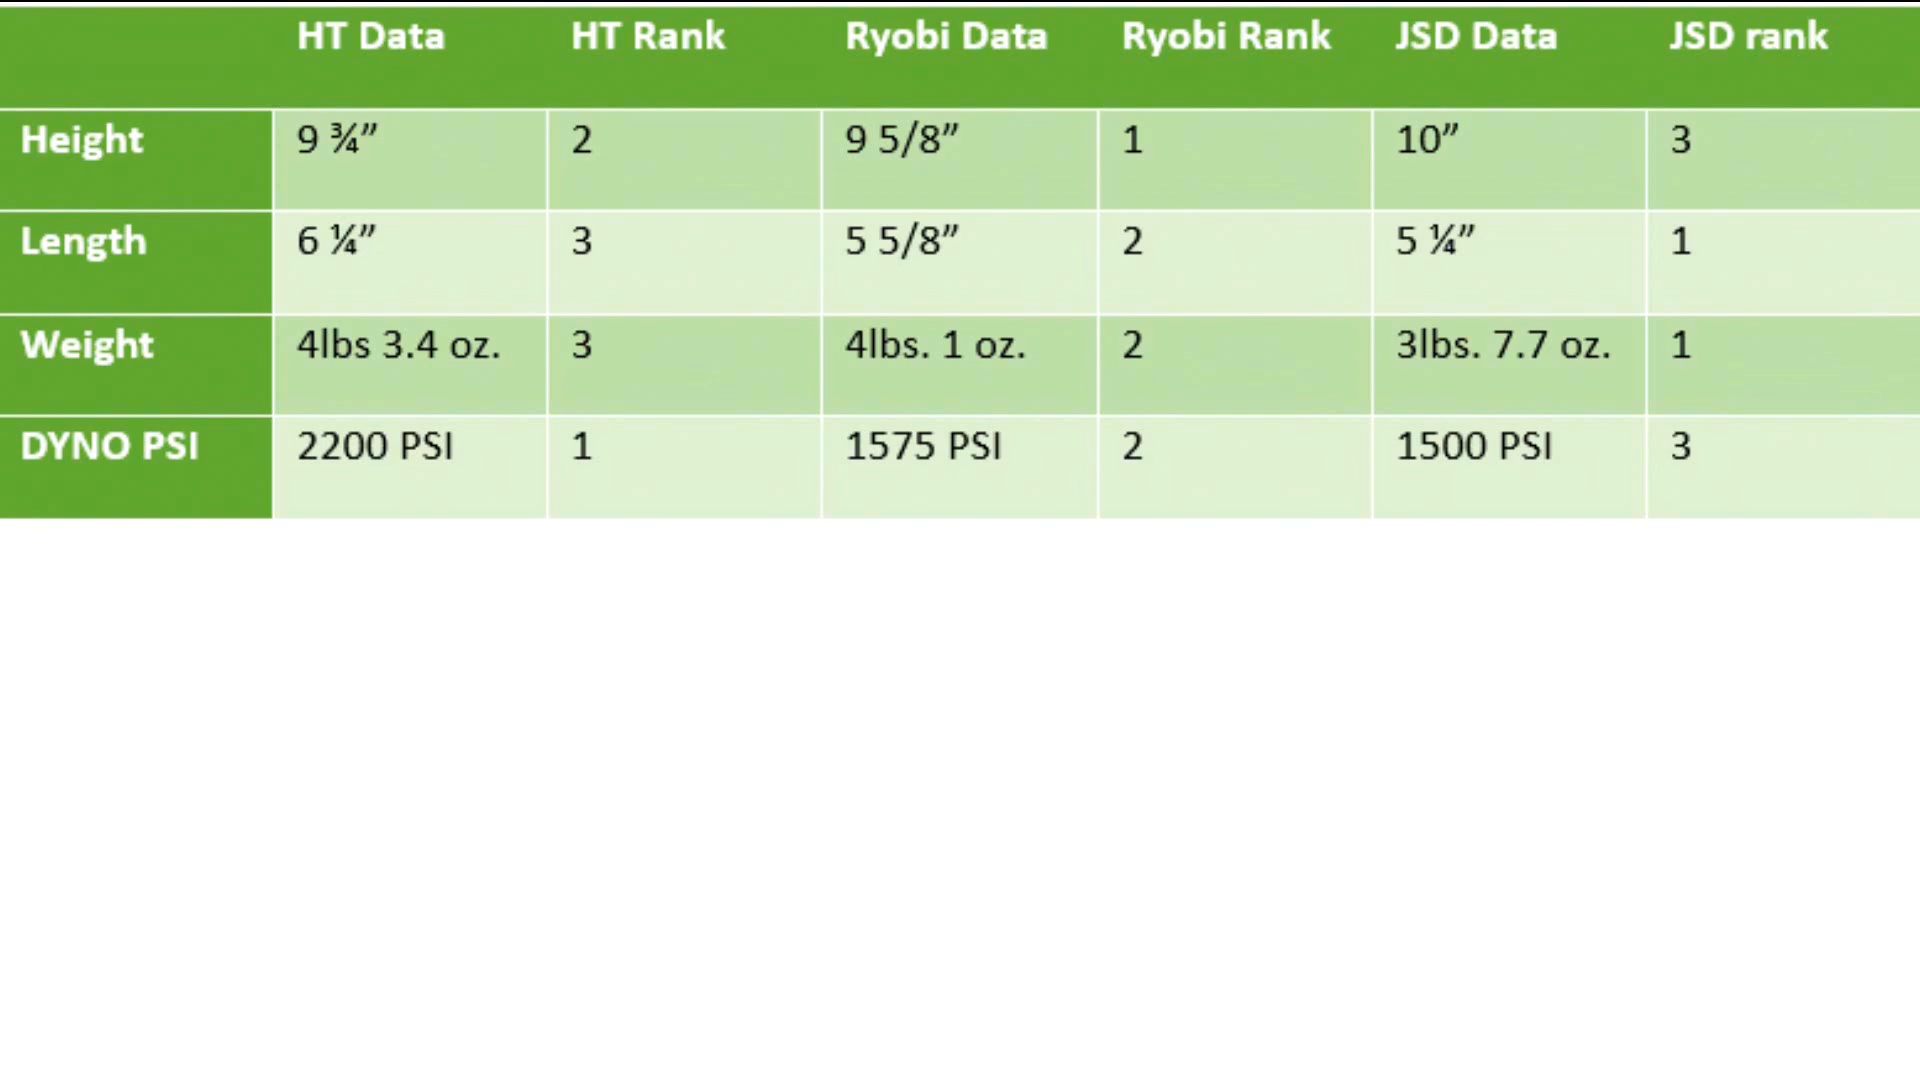 HT Data HT Rank Ryobi Data Ryobi Rank JSD Data JSD rank
Height 9 ¾” 2 9 5/8” 1 10” 3
Length 6 ¼” 3 5 5/8” 2 5 ¼” 1
Weight 4lbs 3.4 oz. 3 4lbs. 1 oz. 2 3lbs. 7.7 oz. 1
DYNO PSI 2200 PSI 1 1575 PSI 2 1500 PSI 3